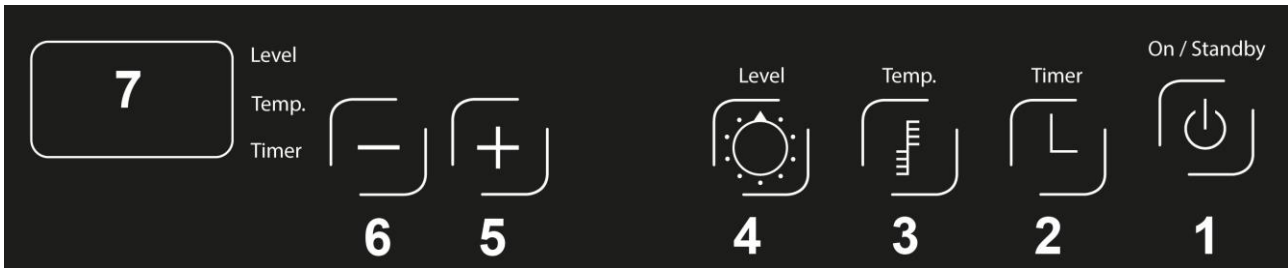 7
Level
Temp.
Timer
−
+
Level
Temp.
Timer
On / Standby
6
5
4
3
2
1